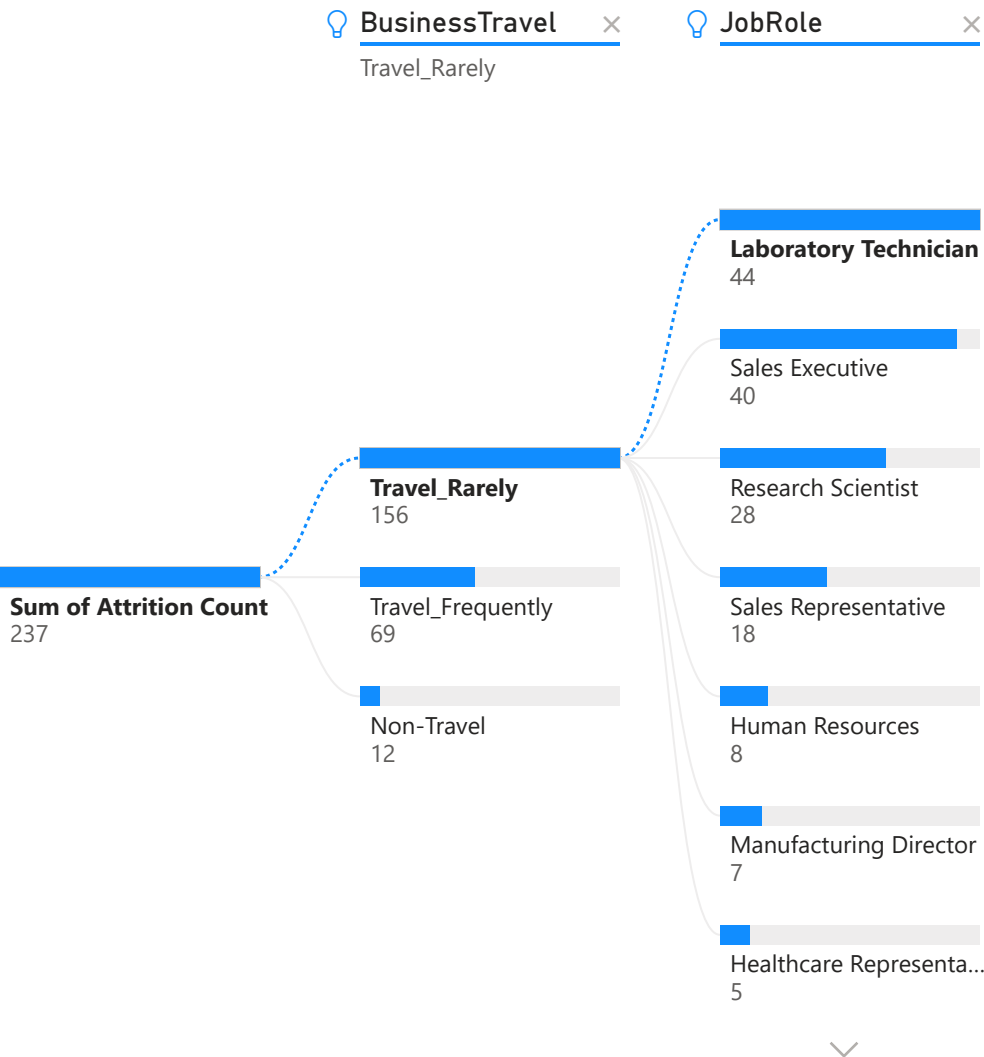 BusinessTravel
Travel_Rarely
JobRole
Sum of Attrition Count
237
Travel_Rarely
156
Travel_Frequently
69
Non-Travel
12
Laboratory Technician
44
Sales Executive
40
Research Scientist
28
Sales Representative
18
Human Resources
8
Manufacturing Director
7
Healthcare Representa...
5